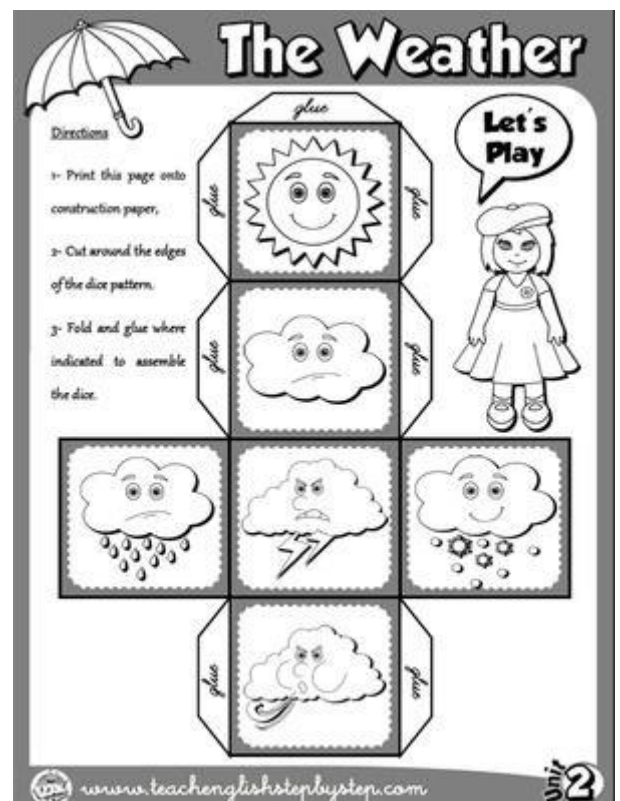 The Weather
Directions
1- Print this page onto
construction paper,
2- Cut around the edges
of the dice pattern.
3- Fold and glue where
indicated to assemble
the dice.
glue
glue
glue
Let's
Play
glue
glue
glue
glue
www.teachenglishstepbystep.com
Unit
2